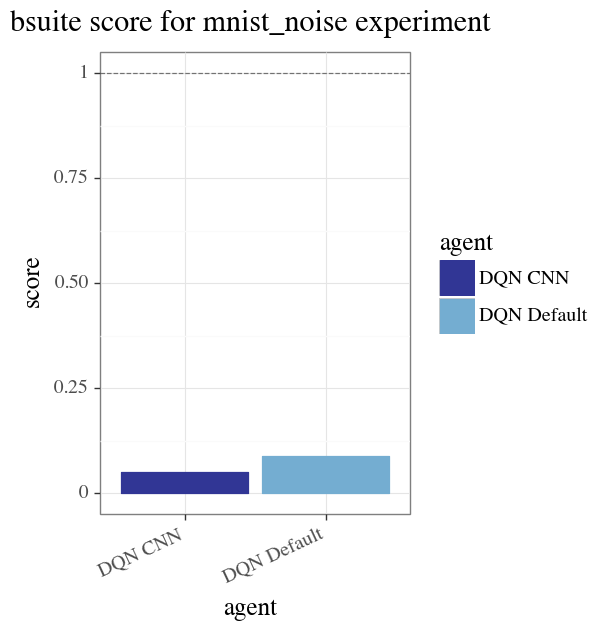 bsuite score for mnist_noise experiment
1
0.75
0.50
0.25
0
score
DQN CNN
DQN Default
agent
agent
DQN CNN
DQN Default